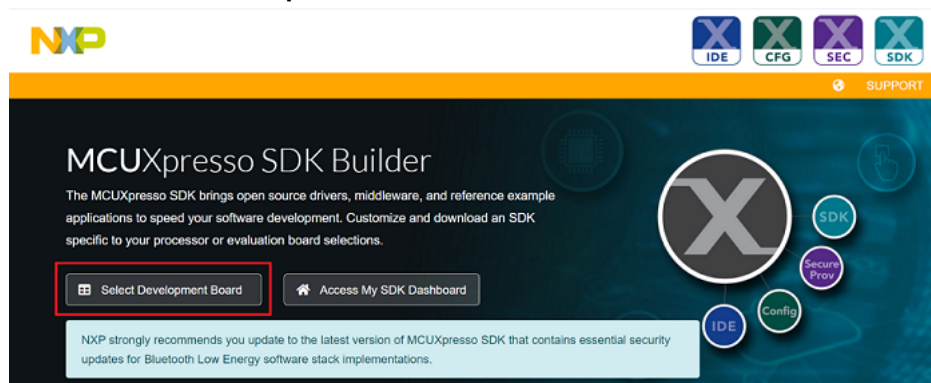 NXP
IDE
CFG
SEC
SDK
SUPPORT
MCUXpresso SDK Builder
The MCUXpresso SDK brings open source drivers, middleware, and reference example
applications to speed your software development. Customize and download an SDK
specific to your processor or evaluation board selections.
Select Development Board
Access My SDK Dashboard
NXP strongly recommends you update to the latest version of MCUXpresso SDK that contains essential security
updates for Bluetooth Low Energy software stack implementations.
X
SDK
Secure
Prov
Config
IDE